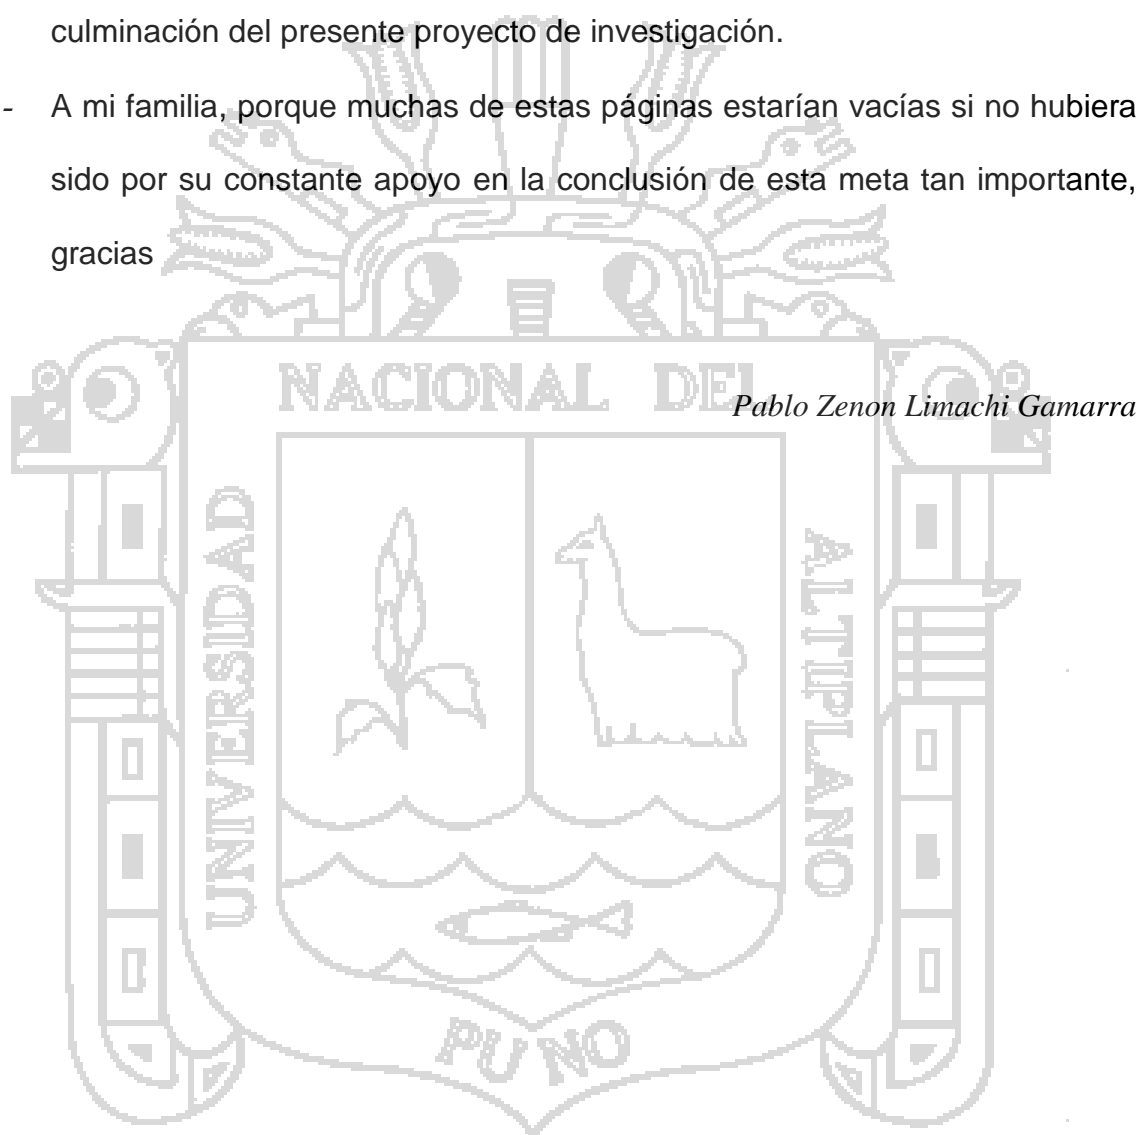 culminación del presente proyecto de investigación.
- A mi familia, porque muchas de estas páginas estarían vacías si no hubiera
sido por su constante apoyo en la conclusión de esta meta tan importante,
gracias
NACIONAL DEL
Pablo Zenon Limachi Gamarra
UNIVERSIDAD
ALTIPLANO
PUNO